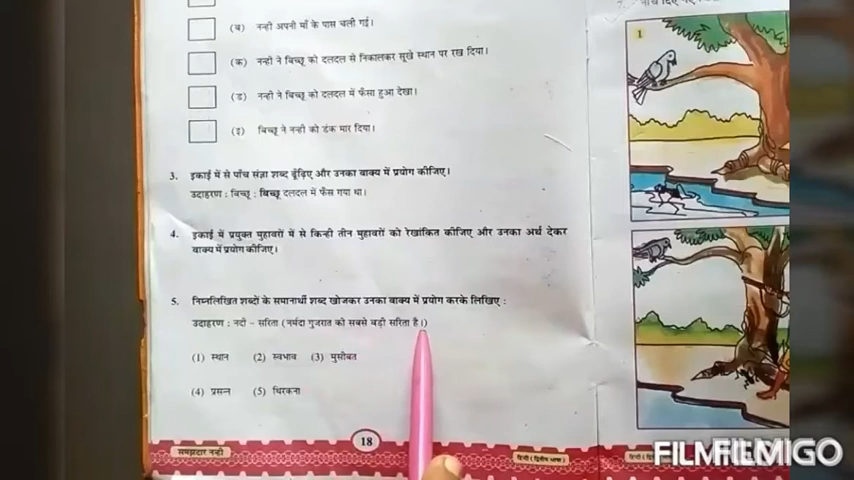 (ब) नन्ही अपनी माँ के पास चली गई।
(क) नन्ही ने बिच्छू को दलदल से निकालकर सूखे स्थान पर रख दिया।
(ड) नन्ही ने बिच्छू को दलदल में फँसा हुआ देखा।
(इ) बिच्छू ने नन्ही को डंक मार दिया।
3. इकाई में से पाँच संज्ञा शब्द ढूँढ़िए और उनका वाक्य में प्रयोग कीजिए।
उदाहरण : बिच्छू : बिच्छू दलदल में फँस गया था।
4. इकाई में प्रयुक्त मुहावरों में से किन्ही तीन मुहावरों को रेखांकित कीजिए और उनका अर्थ देकर
वाक्य में प्रयोग कीजिए।
5. निम्नलिखित शब्दों के समानार्थी शब्द खोजकर उनका वाक्य में प्रयोग करके लिखिए :
उदाहरण : नदी - सरिता (नर्मदा गुजरात की सबसे बड़ी सरिता है।)
(1) स्थान (2) स्वभाव (3) मुसीबत
(4) प्रसन्न (5) थिरकना
समझदार नन्ही
18
हिन्दी (द्वितीय भाषा)
1
FILMFILMIGO